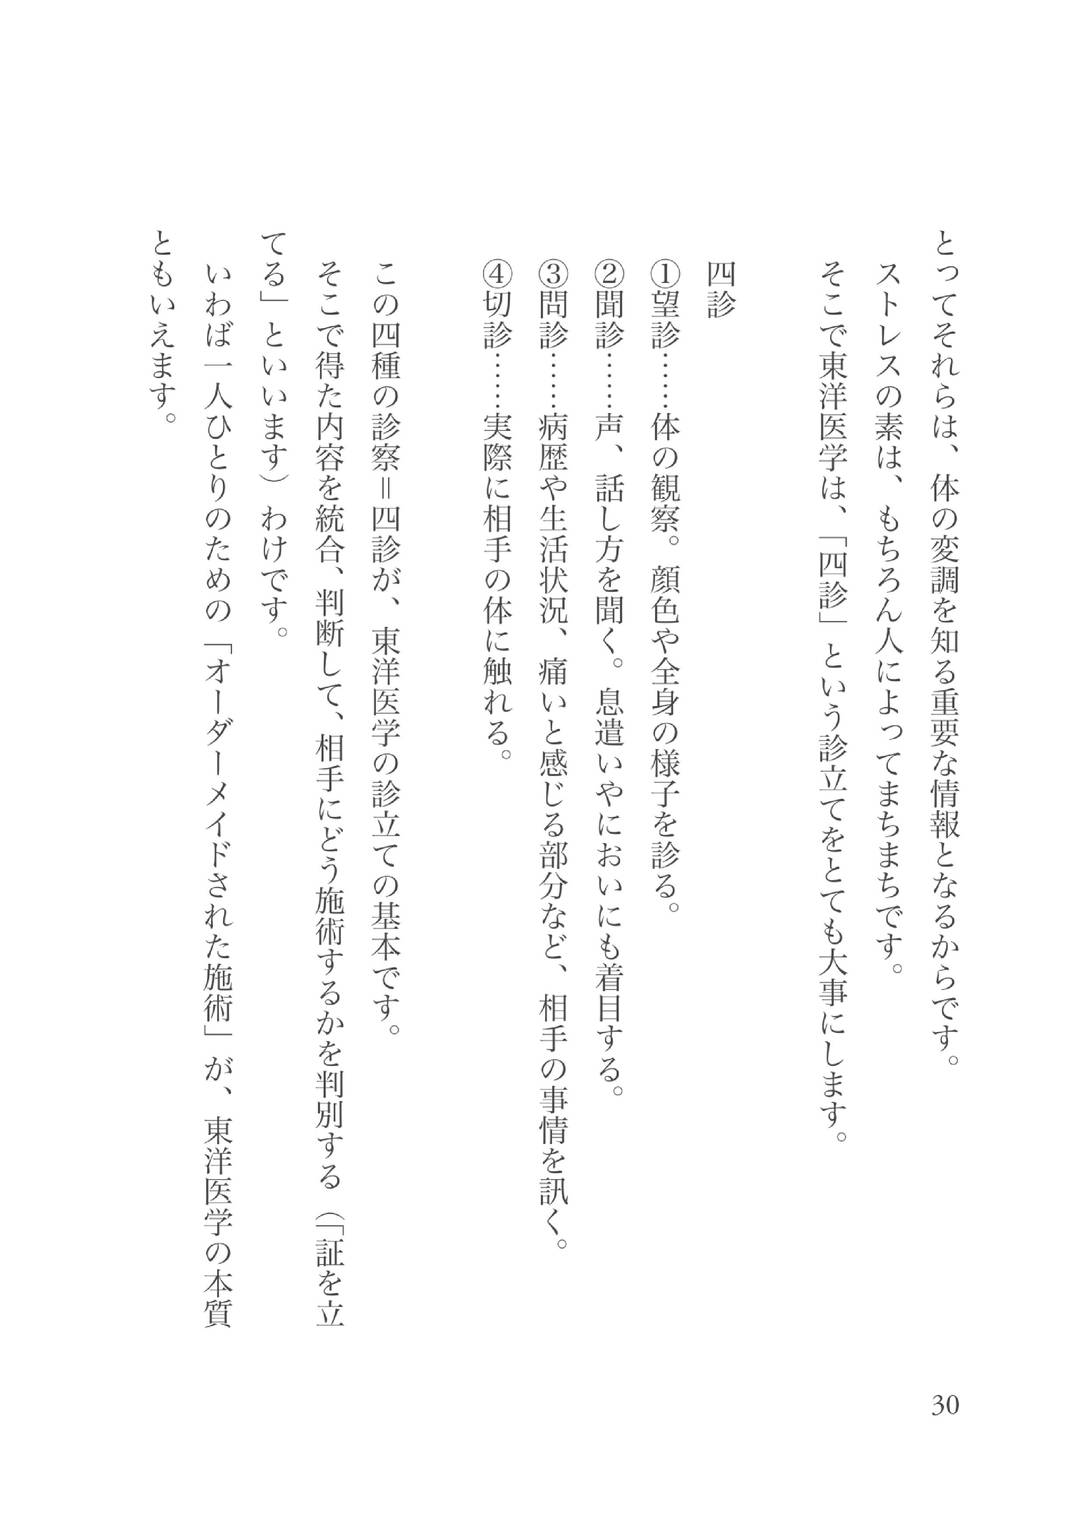 とってそれらは、体の変調を知る重要な情報となるからです。
ストレスの素は、もちろん人によってまちまちです。
そこで東洋医学は、「四診」という診立てをとても大事にします。
四診
①望診……体の観察。顔色や全身の様子を診る。
②聞診……声、話し方を聞く。息遣いやにおいにも着目する。
③問診……病歴や生活状況、痛いと感じる部分など、相手の事情を訊く。
④切診……実際に相手の体に触れる。
この四種の診察＝四診が、東洋医学の診立ての基本です。
そこで得た内容を統合、判断して、相手にどう施術するかを判別する（「証を立
てる」といいます）わけです。
いわば一人ひとりのための「オーダーメイドされた施術」が、東洋医学の本質
ともいえます。
30